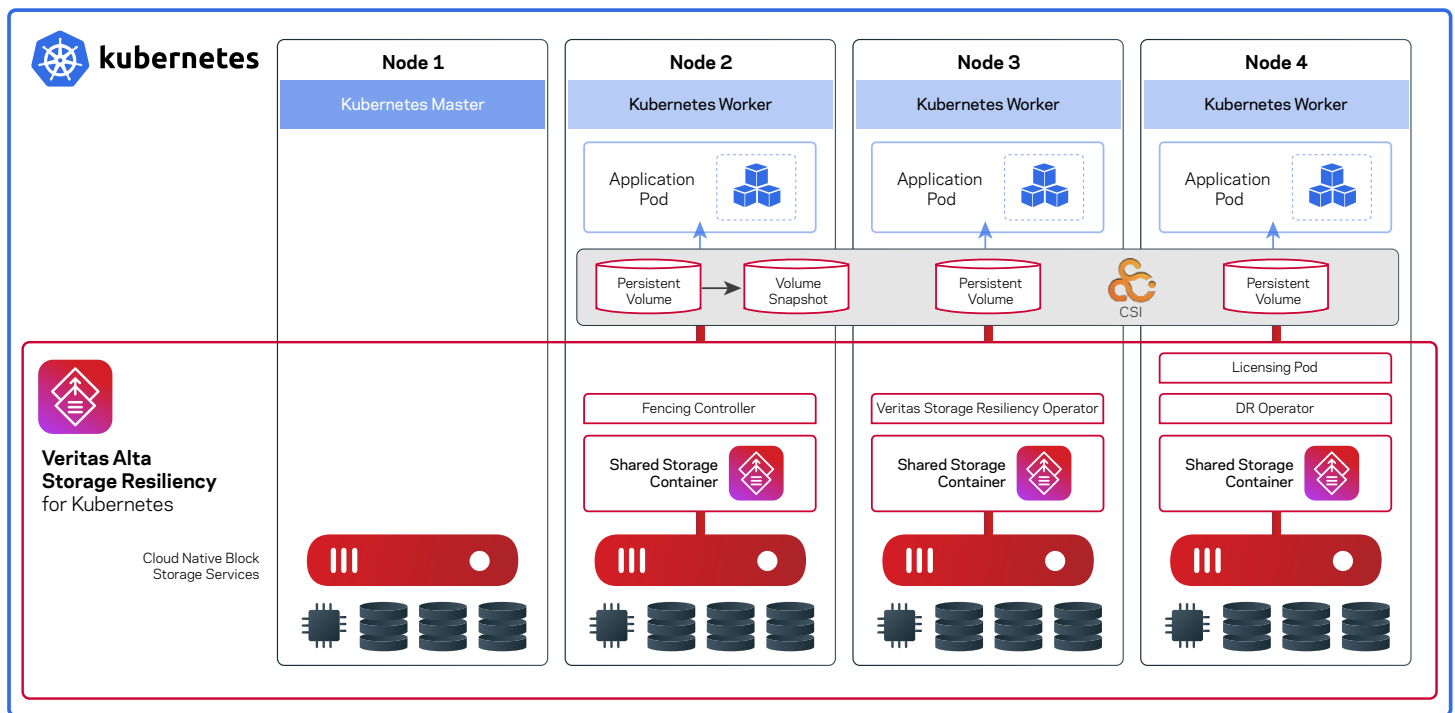 kubernetes
Node 1
Kubernetes Master
Node 2
Kubernetes Worker
Application
Pod
Node 3
Kubernetes Worker
Application
Pod
Node 4
Kubernetes Worker
Application
Pod
Persistent
Volume
Volume
Snapshot
Persistent
Volume
CSI
Persistent
Volume
Veritas Alta
Storage Resiliency
for Kubernetes
Cloud Native Block
Storage Services
Fencing Controller
Shared Storage
Container
Veritas Storage Resiliency Operator
Shared Storage
Container
Licensing Pod
DR Operator
Shared Storage
Container